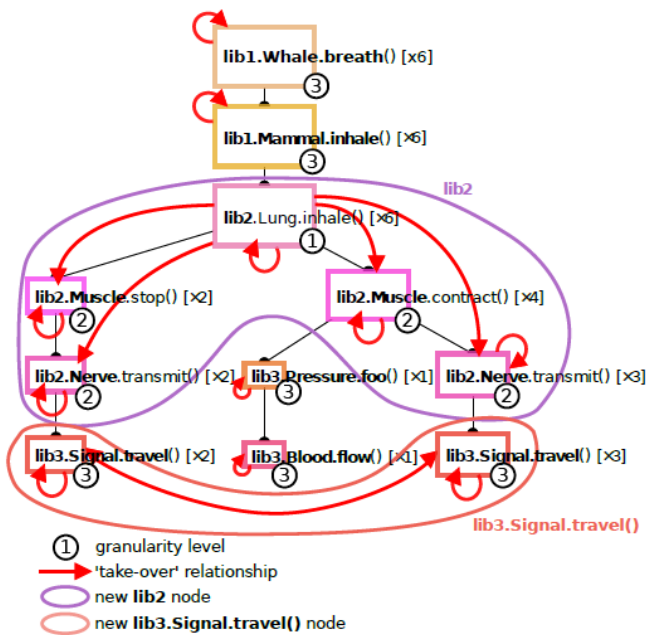 lib1.Whale.breath() [x6]
3
lib1.Mammal.inhale() [x6]
3
lib2
lib2.Lung.inhale() [x6]
1
lib2.Muscle.stop() [x2]
2
lib2.Muscle.contract() [x4]
2
lib2.Nerve.transmit() [x2]
2
lib3.Pressure.foo() [x1]
3
lib2.Nerve.transmit() [x3]
2
lib3.Signal.travel() [x2]
3
lib3.Blood.flow() [x1]
3
lib3.Signal.travel() [x3]
3
lib3.Signal.travel()
1 granularity level
'take-over' relationship
new lib2 node
new lib3.Signal.travel() node